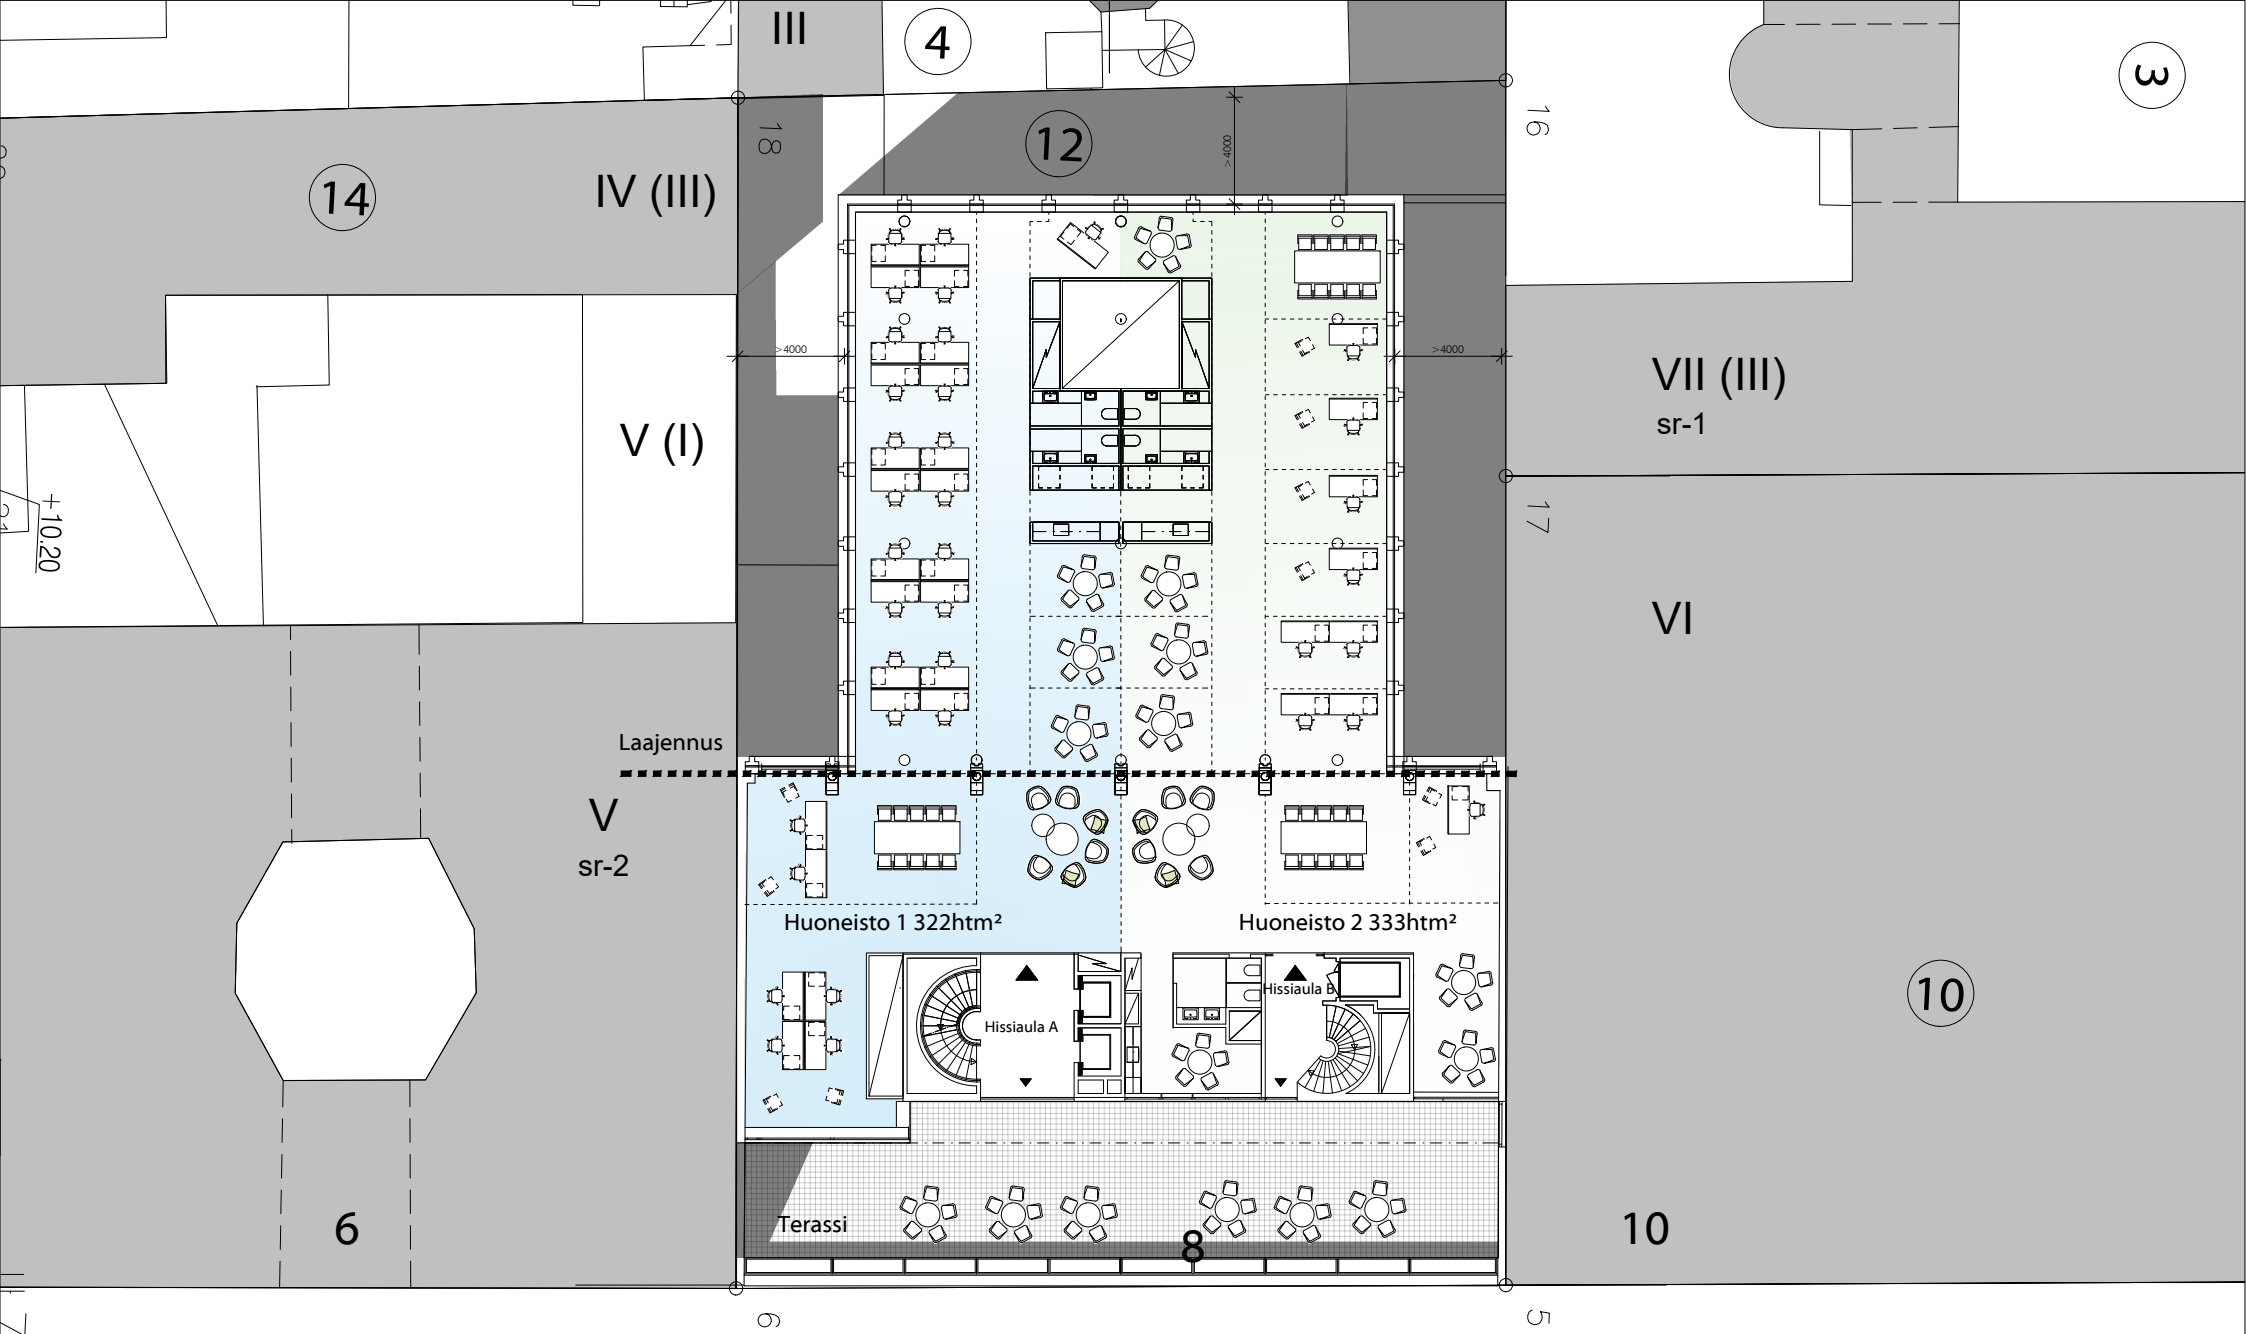 III
4
3
12
18
16
>4000
14
IV (III)
>4000
>4000
VII (III)
sr-1
V (I)
+10.20
17
VI
Laajennus
V
sr-2
Huoneisto 1 322htm²
Huoneisto 2 333htm²
Hissiaula B
10
Hissiaula A
Terassi
6
8
10
6
5
7